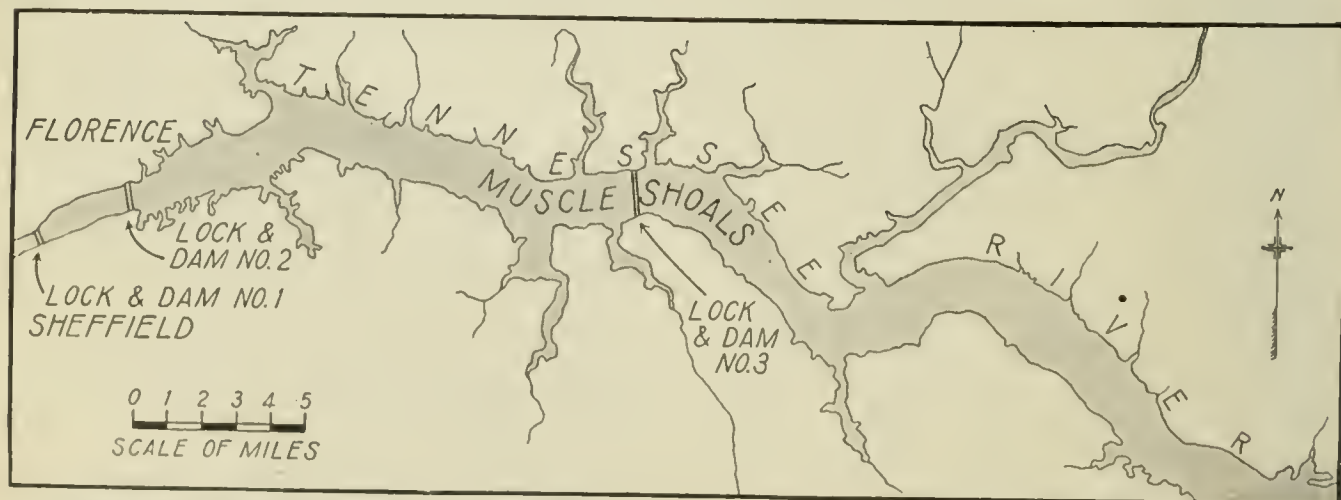 TENNESSEE RIVER
FLORENCE
MUSCLE SHOALS
LOCK &
DAM NO.2
LOCK & DAM NO.1
SHEFFIELD
LOCK
& DAM
NO.3
N
0 1 2 3 4 5
SCALE OF MILES